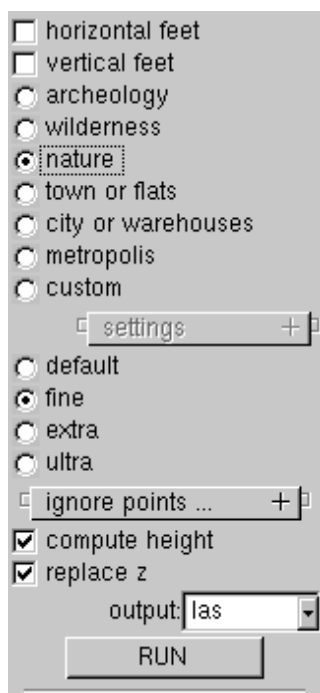 horizontal feet
vertical feet
archeology
wilderness
nature
town or flats
city or warehouses
metropolis
custom
settings +
default
fine
extra
ultra
ignore points ... +
compute height
replace z
output: las
RUN